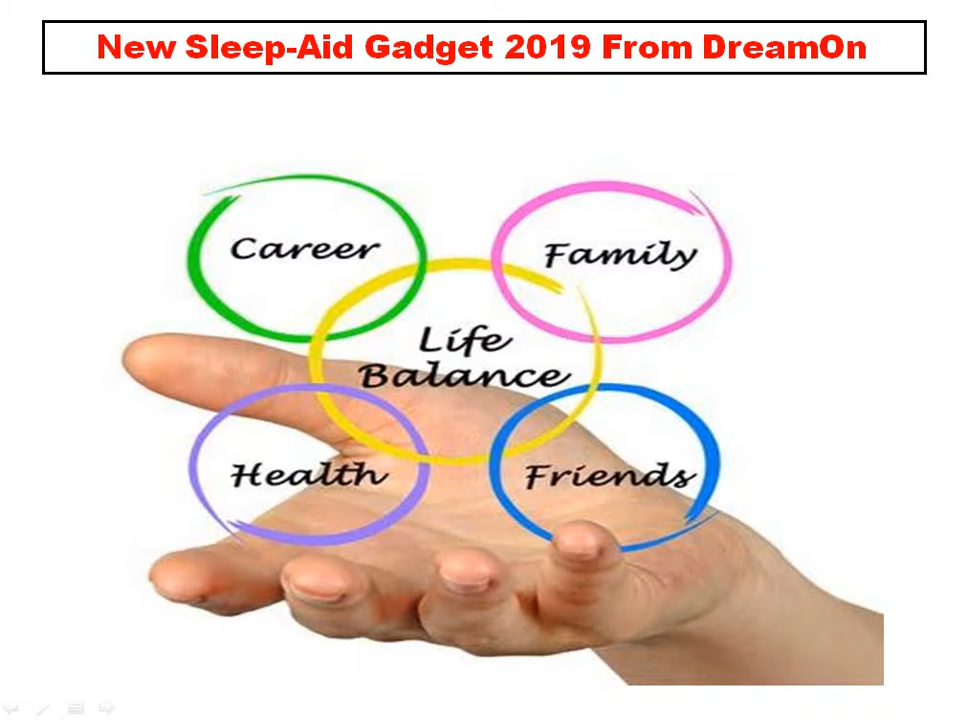 New Sleep-Aid Gadget 2019 From DreamOn
Career
Family
Life
Balance
Health
Friends